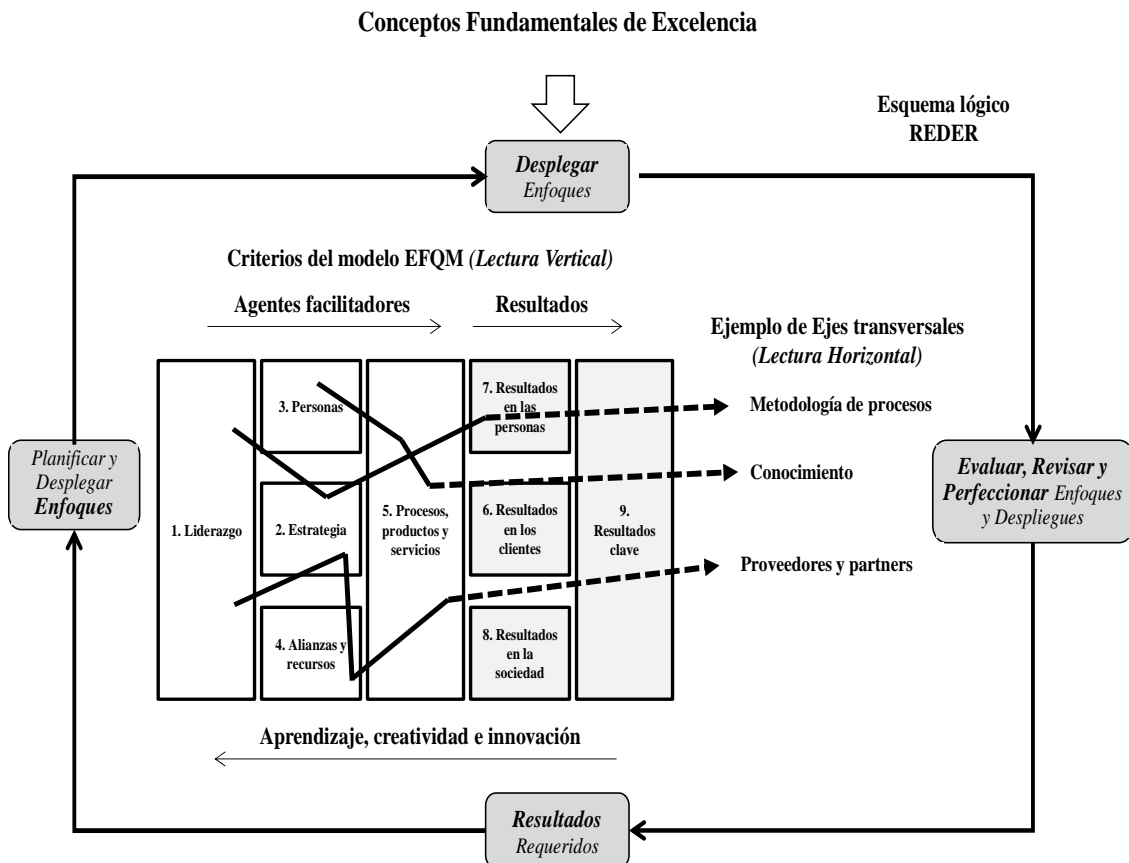 Conceptos Fundamentales de Excelencia
Esquema lógico
REDER
Desplegar
Enfoques
Criterios del modelo EFQM (Lectura Vertical)
Agentes facilitadores
Resultados
Ejemplo de Ejes transversales
(Lectura Horizontal)
3. Personas
7. Resultados
en las
personas
Metodología de procesos
Planificar y
Desplegar
Enfoques
Conocimiento
Evaluar, Revisar y
Perfeccionar Enfoques
y Despliegues
1. Liderazgo
2. Estrategia
5. Procesos,
productos y
servicios
6. Resultados
en los
clientes
9.
Resultados
clave
Proveedores y partners
4. Alianzas y
recursos
8. Resultados
en la
sociedad
Aprendizaje, creatividad e innovación
Resultados
Requeridos